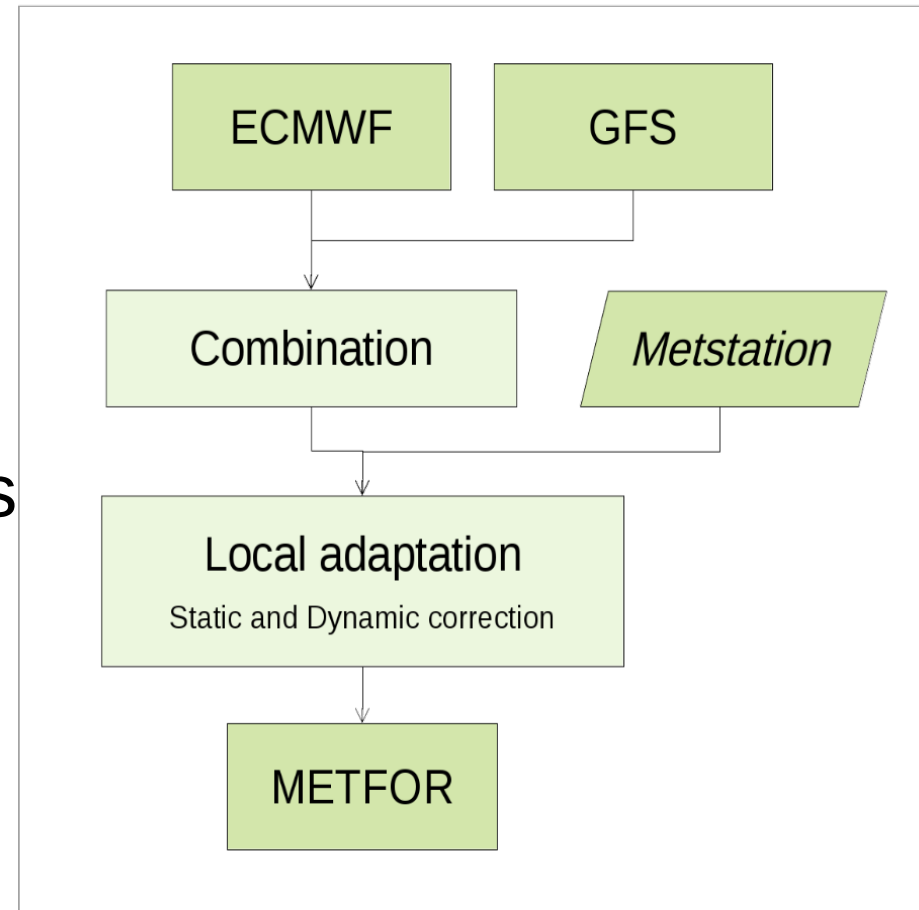 ECMWF
GFS
Combination
Metstation
s
Local adaptation
Static and Dynamic correction
METFOR